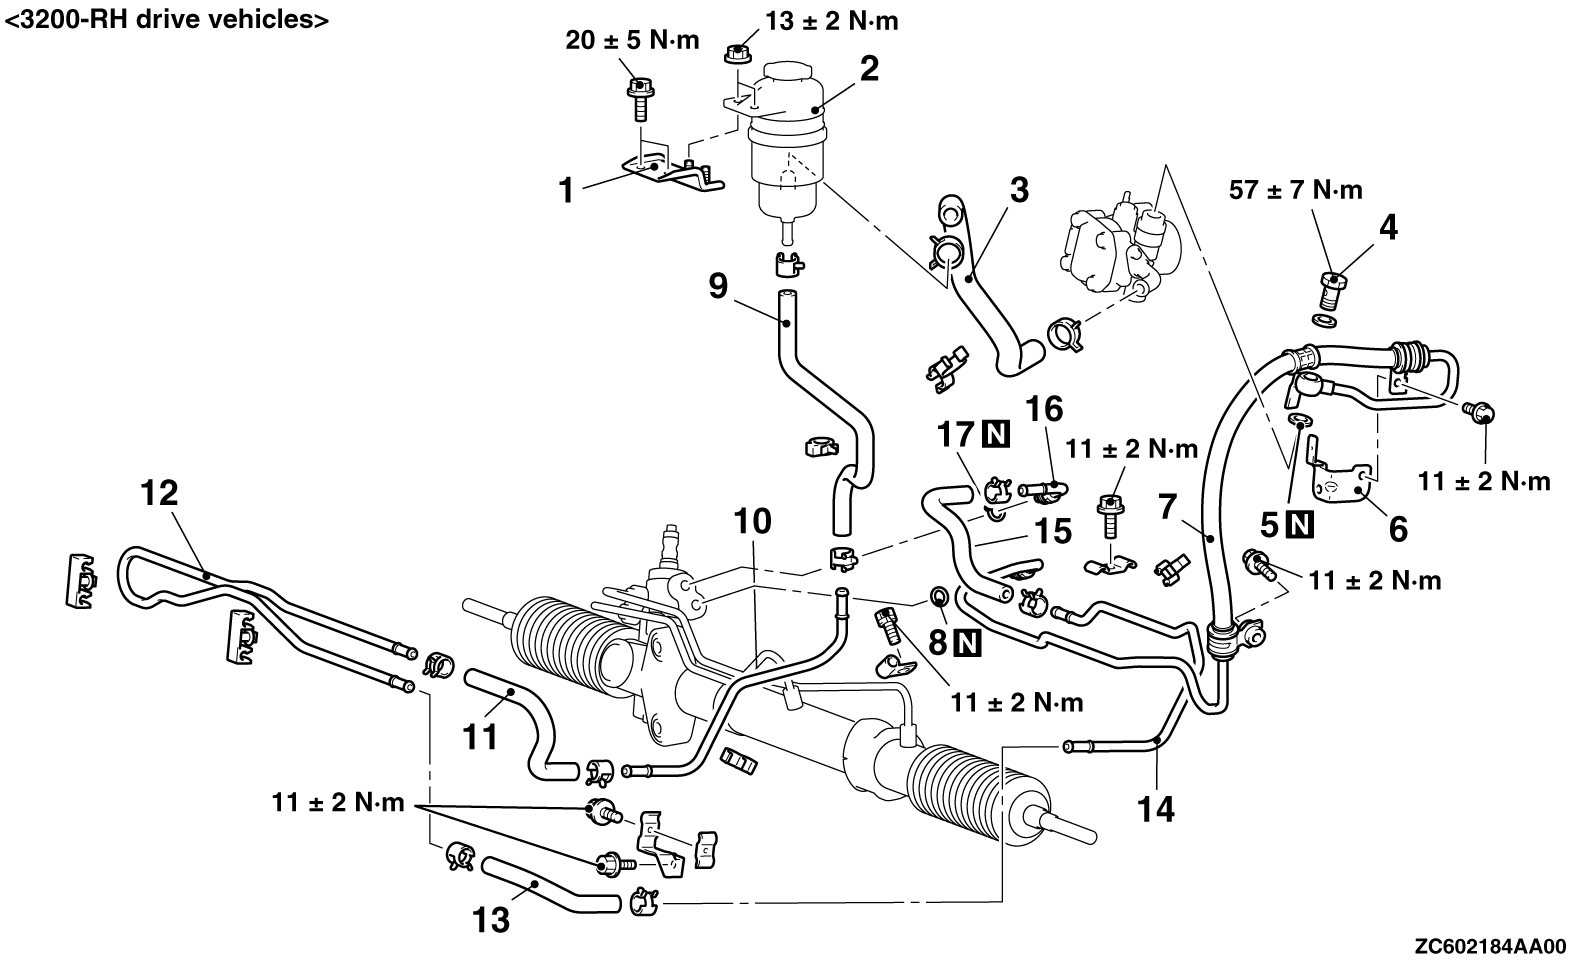 <3200-RH drive vehicles>
13 ± 2 N·m
20 ± 5 N·m
2
1
3
57 ± 7 N·m
4
9
16
17 N
11 ± 2 N·m
11 ± 2 N·m
12
7
10
15
5 N
6
11 ± 2 N·m
8 N
11 ± 2 N·m
11
11 ± 2 N·m
14
13
ZC602184AA00